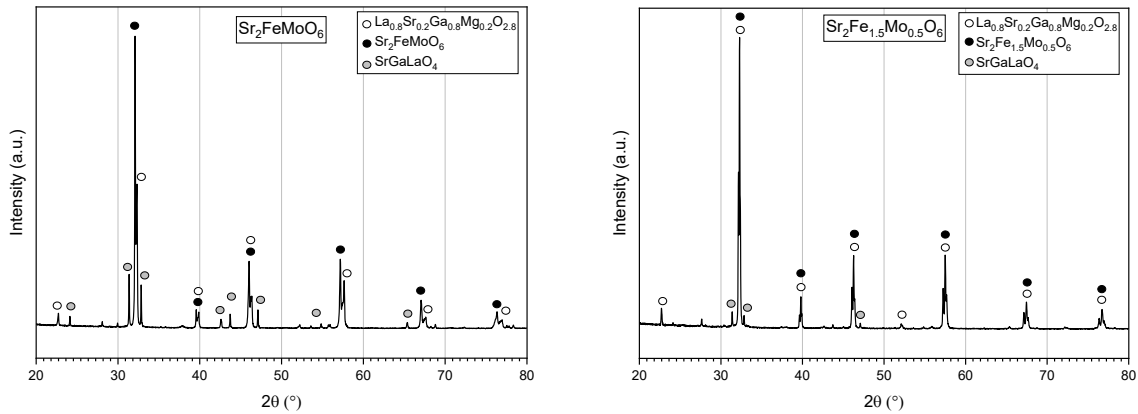 Sr₂FeMoO₆
La₀.₈Sr₀.₂Ga₀.₈Mg₀.₂O₂.₈
Sr₂FeMoO₆
SrGaLaO₄
Intensity (a.u.)
20 30 40 50 60 70 80
2θ (°)
Sr₂Fe₁.₅Mo₀.₅O₆
La₀.₈Sr₀.₂Ga₀.₈Mg₀.₂O₂.₈
Sr₂Fe₁.₅Mo₀.₅O₆
SrGaLaO₄
Intensity (a.u.)
20 30 40 50 60 70 80
2θ (°)